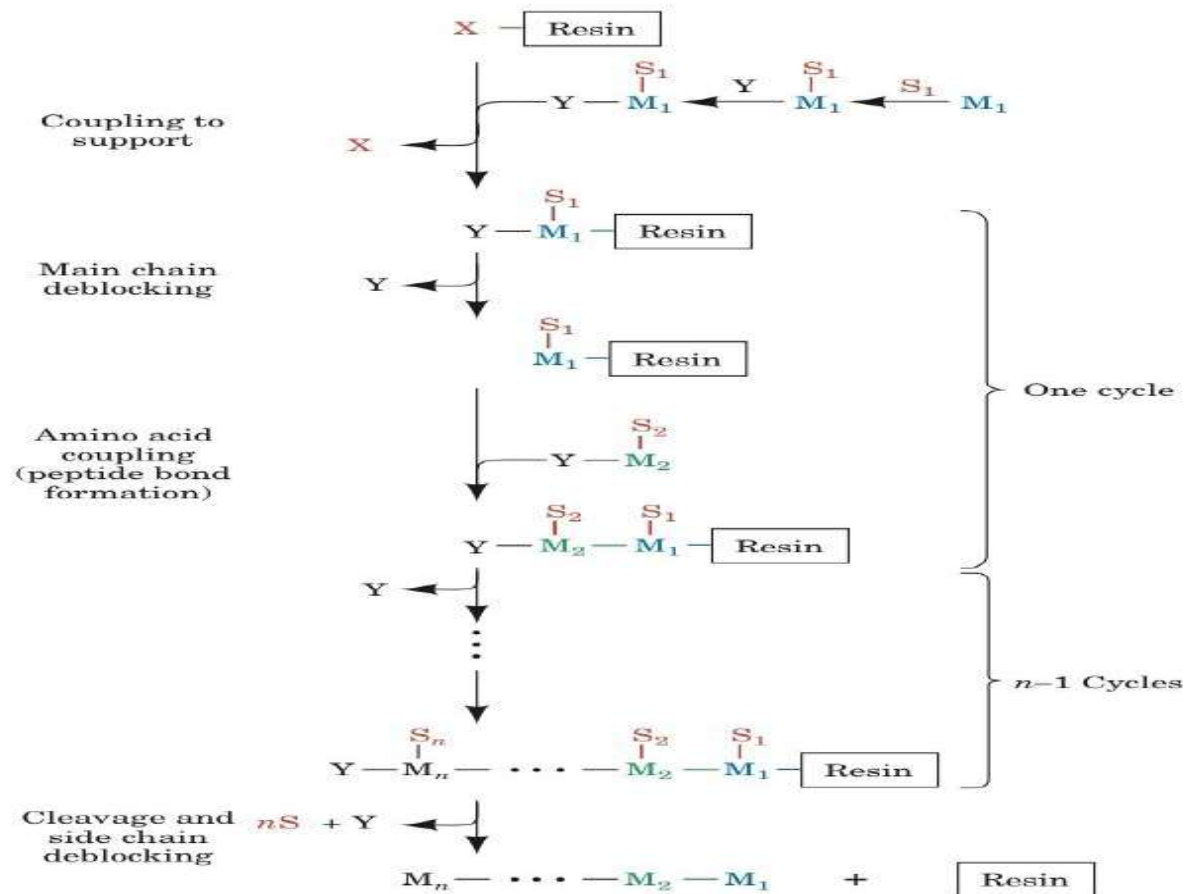 X Resin
S1 S1
Y M1 Y M1 S1 M1
Coupling to
support
X
S1
Y M1 Resin
Main chain
deblocking
Y
S1
M1 Resin
One cycle
Amino acid
coupling
(peptide bond
formation)
S2
Y M2
S2 S1
Y M2 M1 Resin
Y
n–1 Cycles
Sn S2 S1
Y Mn · · · M2 M1 Resin
Cleavage and
side chain
deblocking
nS + Y
Mn · · · M2 M1 + Resin